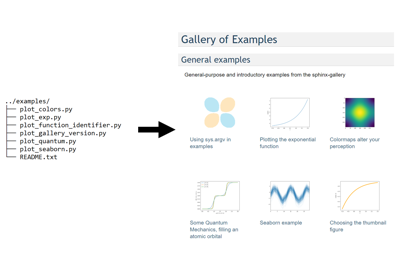 ../examples/
├── plot_colors.py
├── plot_exp.py
├── plot_function_identifier.py
├── plot_gallery_version.py
├── plot_quantum.py
├── plot_seaborn.py
└── README.txt
Gallery of Examples
General examples
General-purpose and introductory examples from the sphinx-gallery
Using sys.argv in
examples
Plotting the exponential
function
Colormaps alter your
perception
Some Quantum
Mechanics, filling an
atomic orbital
Seaborn example
Choosing the thumbnail
figure